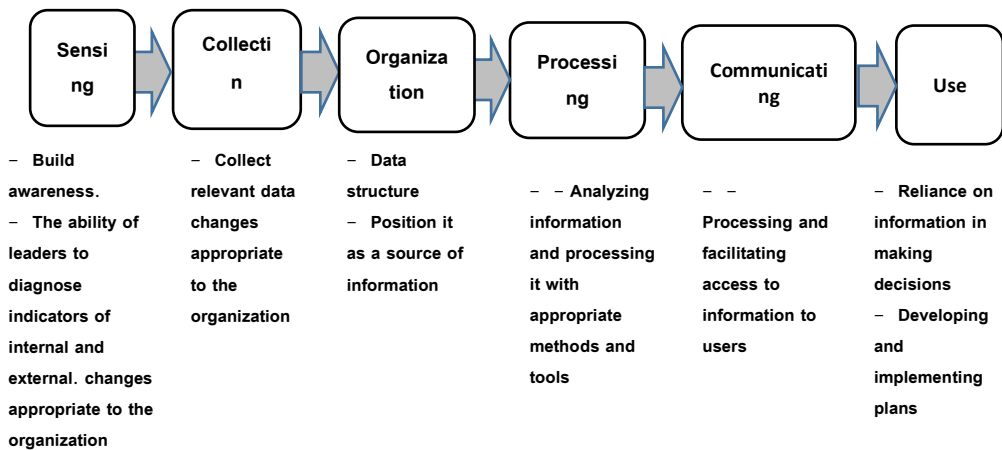 Sensi
ng
Collecti
n
Organiza
tion
Processi
ng
Communicati
ng
Use
– Build
awareness.
– The ability of
leaders to
diagnose
indicators of
internal and
external. changes
appropriate to the
organization
– Collect
relevant data
changes
appropriate
to the
organization
– Data
structure
– Position it
as a source of
information
– – Analyzing
information
and processing
it with
appropriate
methods and
tools
– –
Processing and
facilitating
access to
information to
users
– Reliance on
information in
making
decisions
– Developing
and
implementing
plans